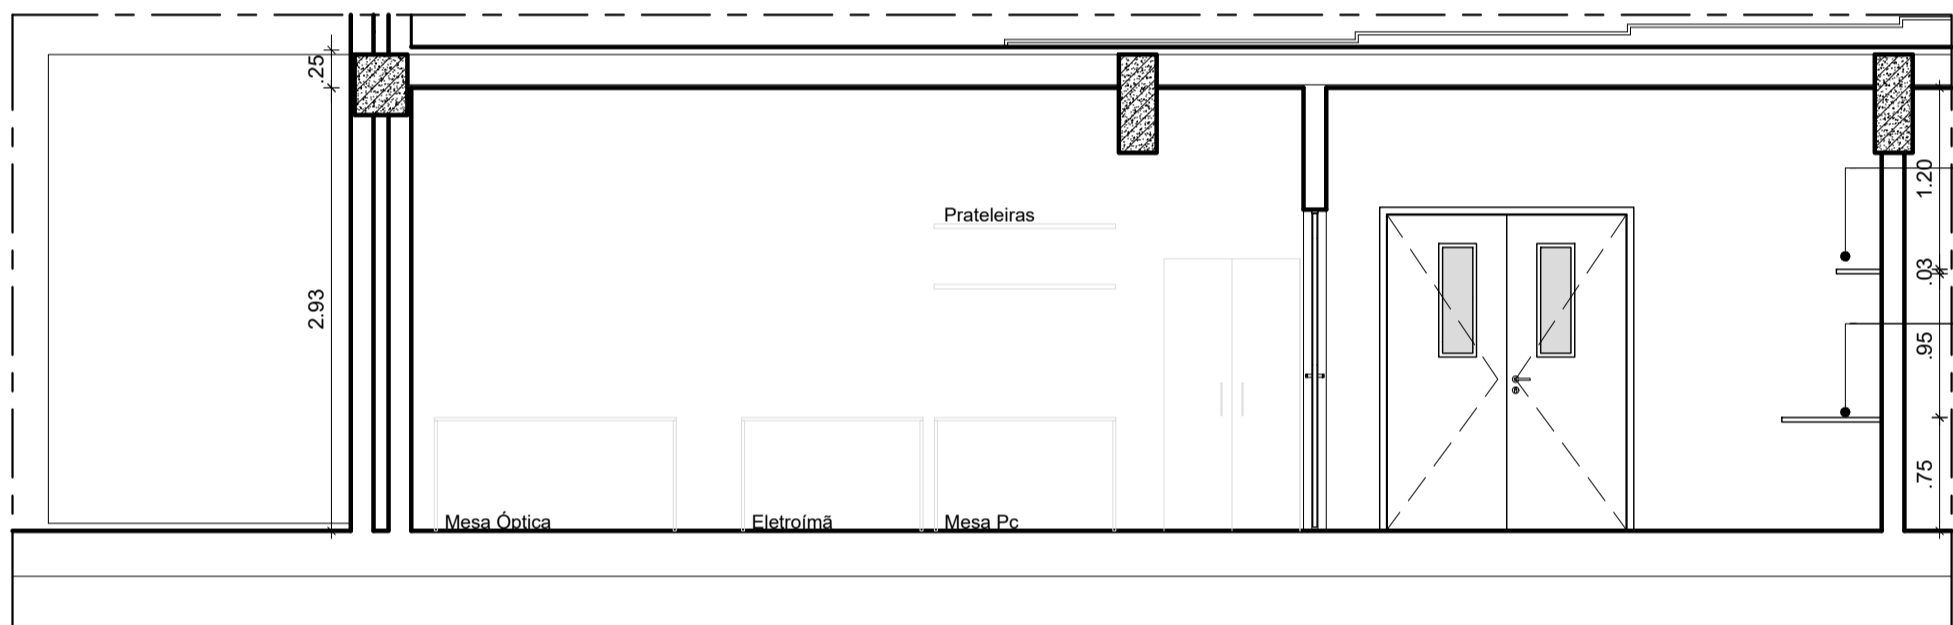 .25
2.93
Prateleiras
Mesa Óptica
Eletroímã
Mesa Pc
1.20
.03
.95
.75